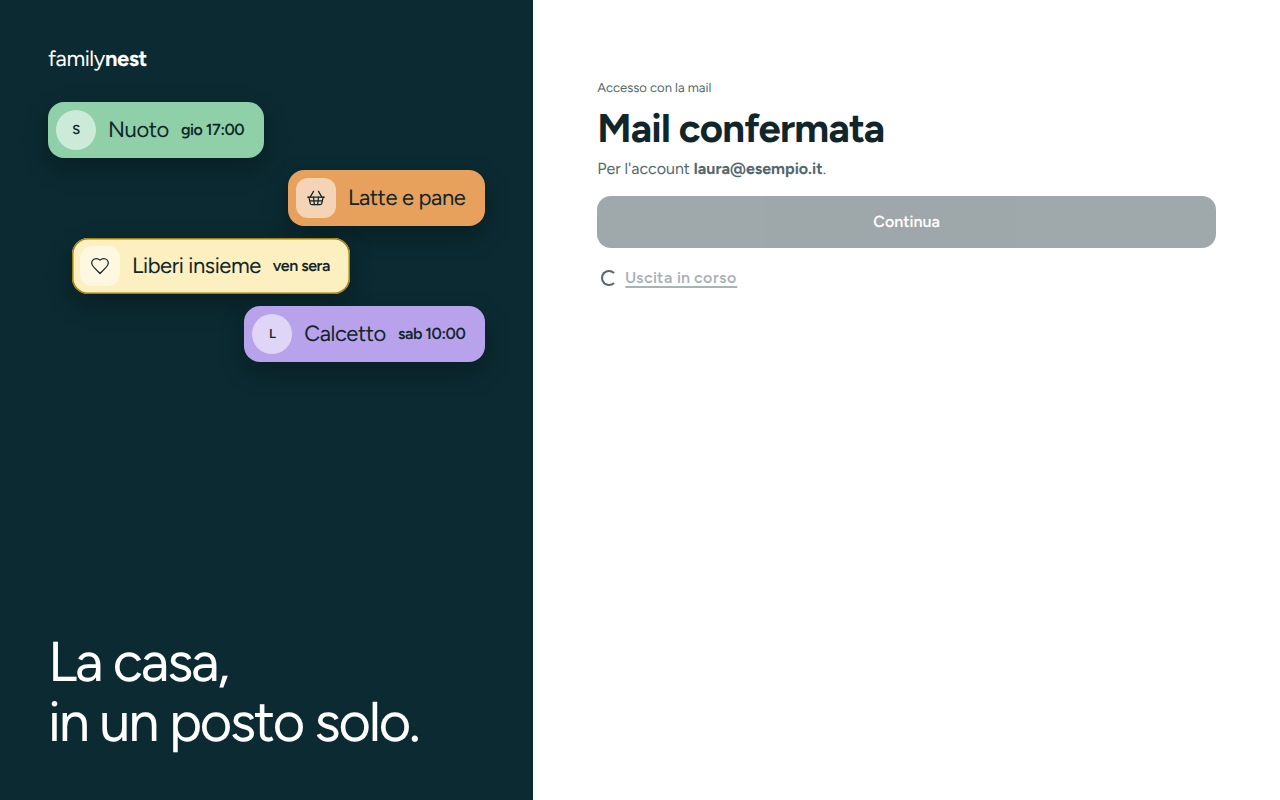 familynest
S Nuoto gio 17:00
Latte e pane
Liberi insieme ven sera
L Calcetto sab 10:00
La casa,
in un posto solo.
Accesso con la mail
Mail confermata
Per l'account laura@esempio.it.
Continua
Uscita in corso